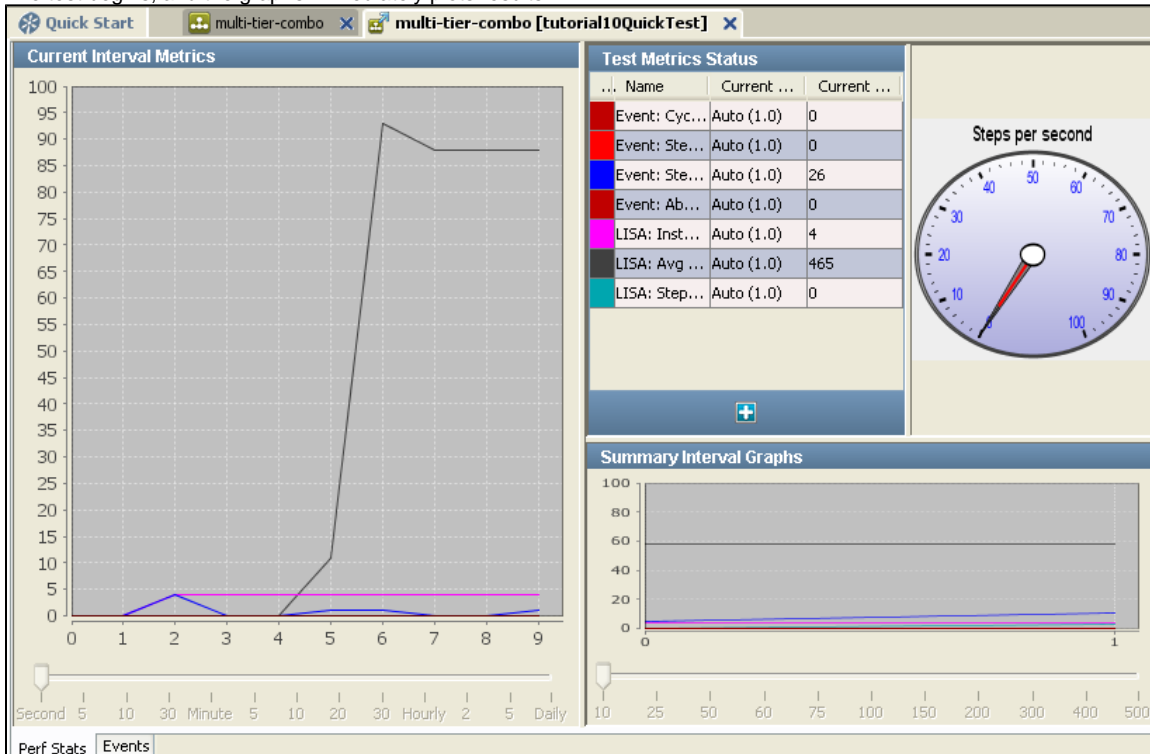 Quick Start
multi-tier-combo
multi-tier-combo [tutorial10QuickTest]
Current Interval Metrics
100
95
90
85
80
75
70
65
60
55
50
45
40
35
30
25
20
15
10
5
0
0 1 2 3 4 5 6 7 8 9
Second 5 10 30 Minute 5 10 20 30 Hourly 2 5 Daily
Test Metrics Status
... Name Current ... Current ...
Event: Cyc... Auto (1.0) 0
Event: Ste... Auto (1.0) 0
Event: Ste... Auto (1.0) 26
Event: Ab... Auto (1.0) 0
LISA: Inst... Auto (1.0) 4
LISA: Avg ... Auto (1.0) 465
LISA: Step... Auto (1.0) 0
Steps per second
0 10 20 30 40 50 60 70 80 90 100
Summary Interval Graphs
100
80
60
40
20
0
0 1
10 25 50 60 75 100 150 200 300 400 500
Perf Stats Events